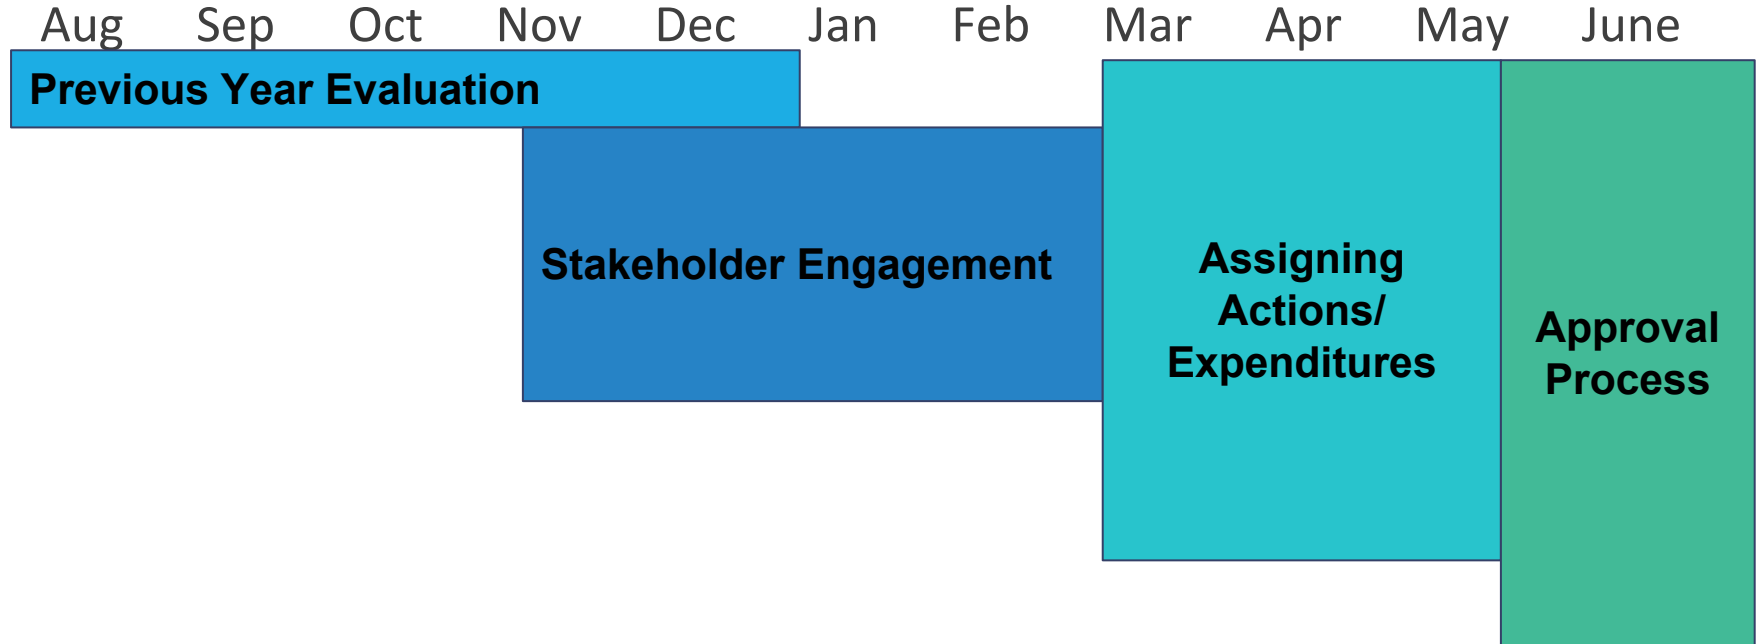 Aug Sep Oct Nov Dec Jan Feb Mar Apr May June
Previous Year Evaluation
Stakeholder Engagement
Assigning
Actions/
Expenditures
Approval
Process